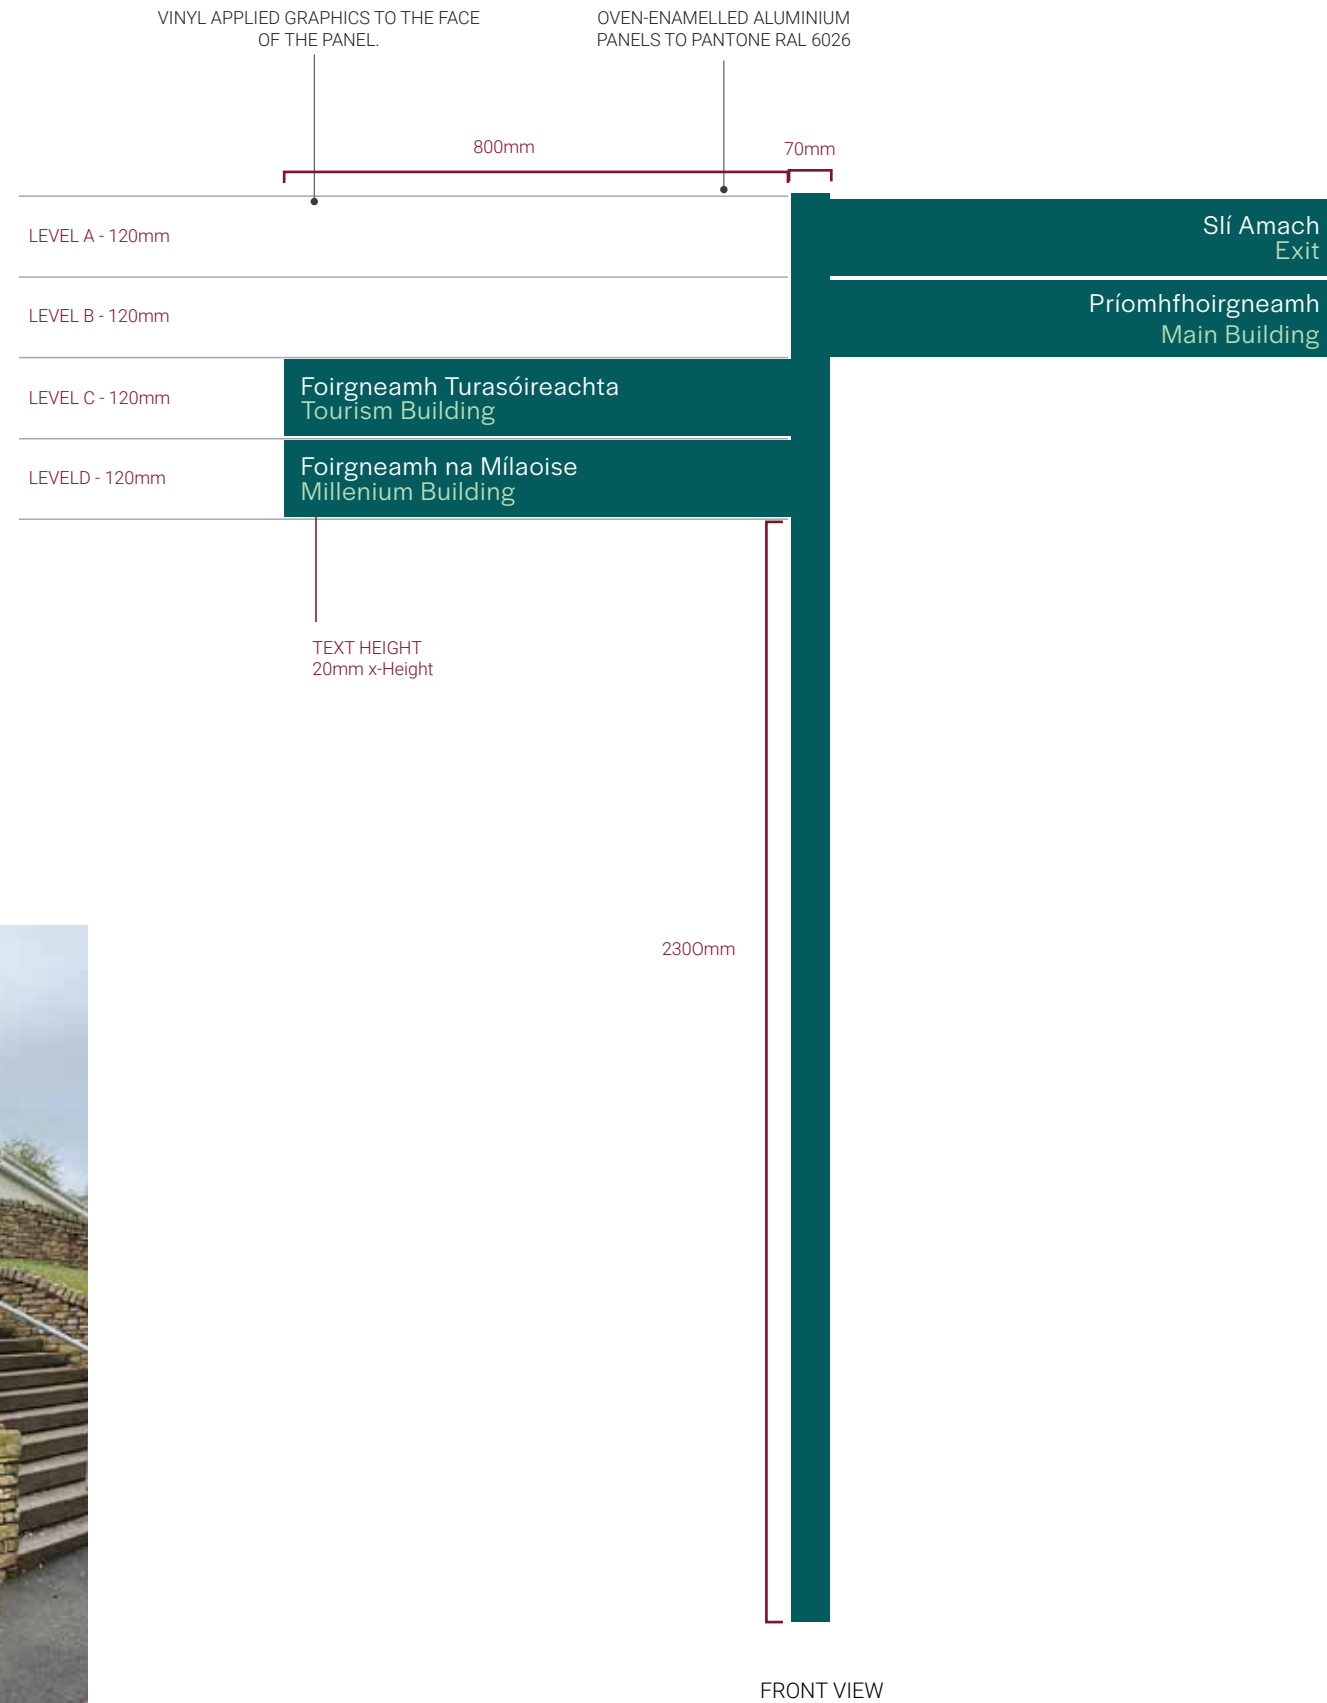 VINYL APPLIED GRAPHICS TO THE FACE
OF THE PANEL.
OVEN-ENAMELLED ALUMINIUM
PANELS TO PANTONE RAL 6026
800mm
70mm
LEVEL A - 120mm
Slí Amach
Exit
LEVEL B - 120mm
Príomhfhoirgneamh
Main Building
LEVEL C - 120mm
Foirgneamh Turasóireachta
Tourism Building
LEVELD - 120mm
Foirgneamh na Mílaoise
Millenium Building
TEXT HEIGHT
20mm x-Height
230Omm
FRONT VIEW